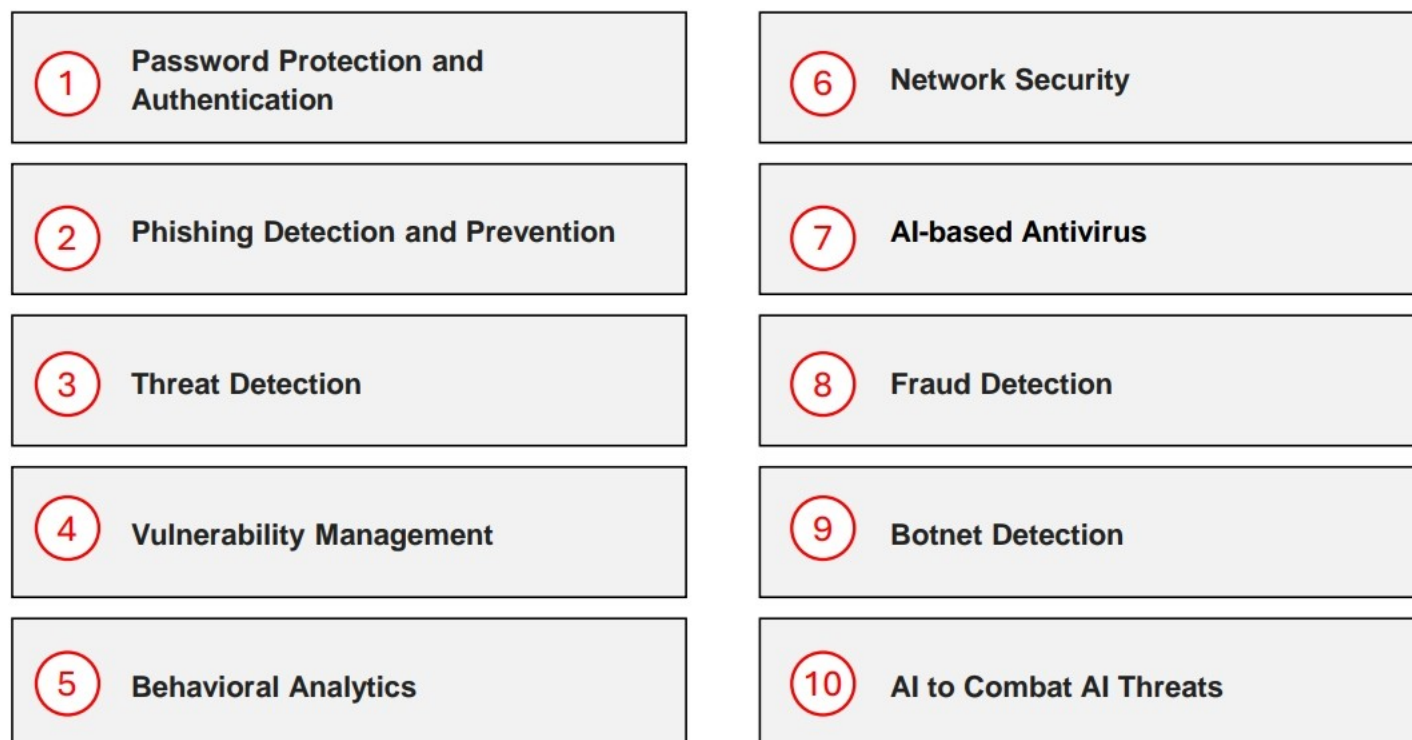 1
Password Protection and
Authentication
2
Phishing Detection and Prevention
3
Threat Detection
4
Vulnerability Management
5
Behavioral Analytics
6
Network Security
7
AI-based Antivirus
8
Fraud Detection
9
Botnet Detection
10
AI to Combat AI Threats